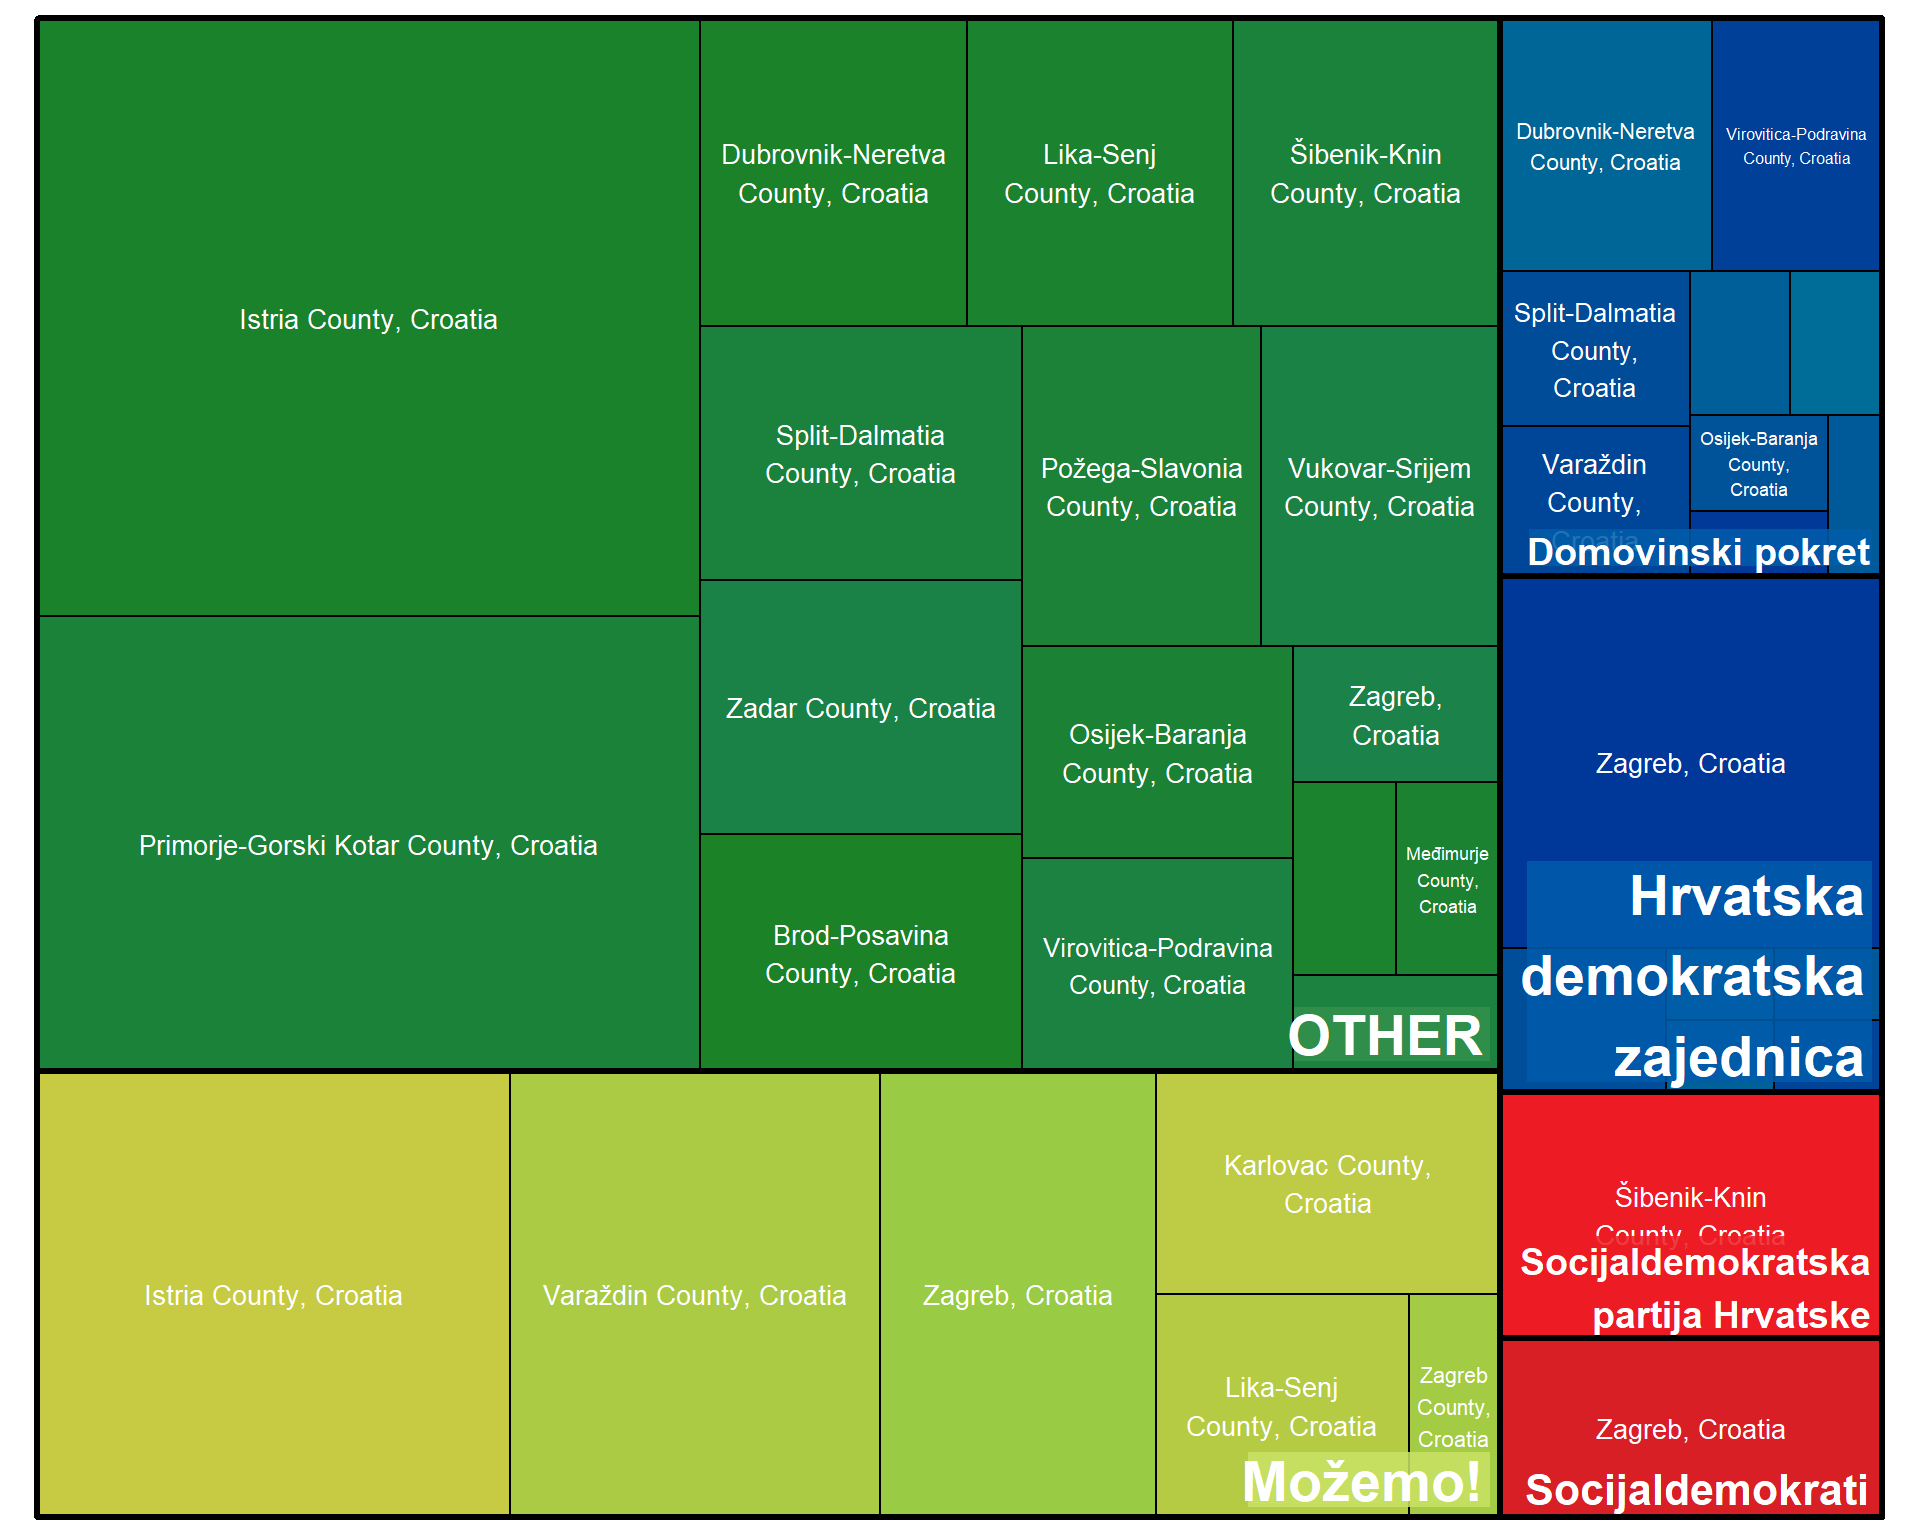 Istria County, Croatia
Primorje-Gorski Kotar County, Croatia
Dubrovnik-Neretva
County, Croatia
Lika-Senj
County, Croatia
Šibenik-Knin
County, Croatia
Split-Dalmatia
County, Croatia
Požega-Slavonia
County, Croatia
Vukovar-Srijem
County, Croatia
Zadar County, Croatia
Osijek-Baranja
County, Croatia
Zagreb,
Croatia
Međimurje
County,
Croatia
Brod-Posavina
County, Croatia
Virovitica-Podravina
County, Croatia
OTHER
Istria County, Croatia
Varaždin County, Croatia
Zagreb, Croatia
Karlovac County,
Croatia
Lika-Senj
County, Croatia
Zagreb
County,
Croatia
Možemo!
Dubrovnik-Neretva
County, Croatia
Virovitica-Podravina
County, Croatia
Split-Dalmatia
County,
Croatia
Osijek-Baranja
County,
Croatia
Varaždin
County,
Croatia
Domovinski pokret
Zagreb, Croatia
Hrvatska
demokratska
zajednica
Šibenik-Knin
County, Croatia
Socijaldemokratska
partija Hrvatske
Zagreb, Croatia
Socijaldemokrati